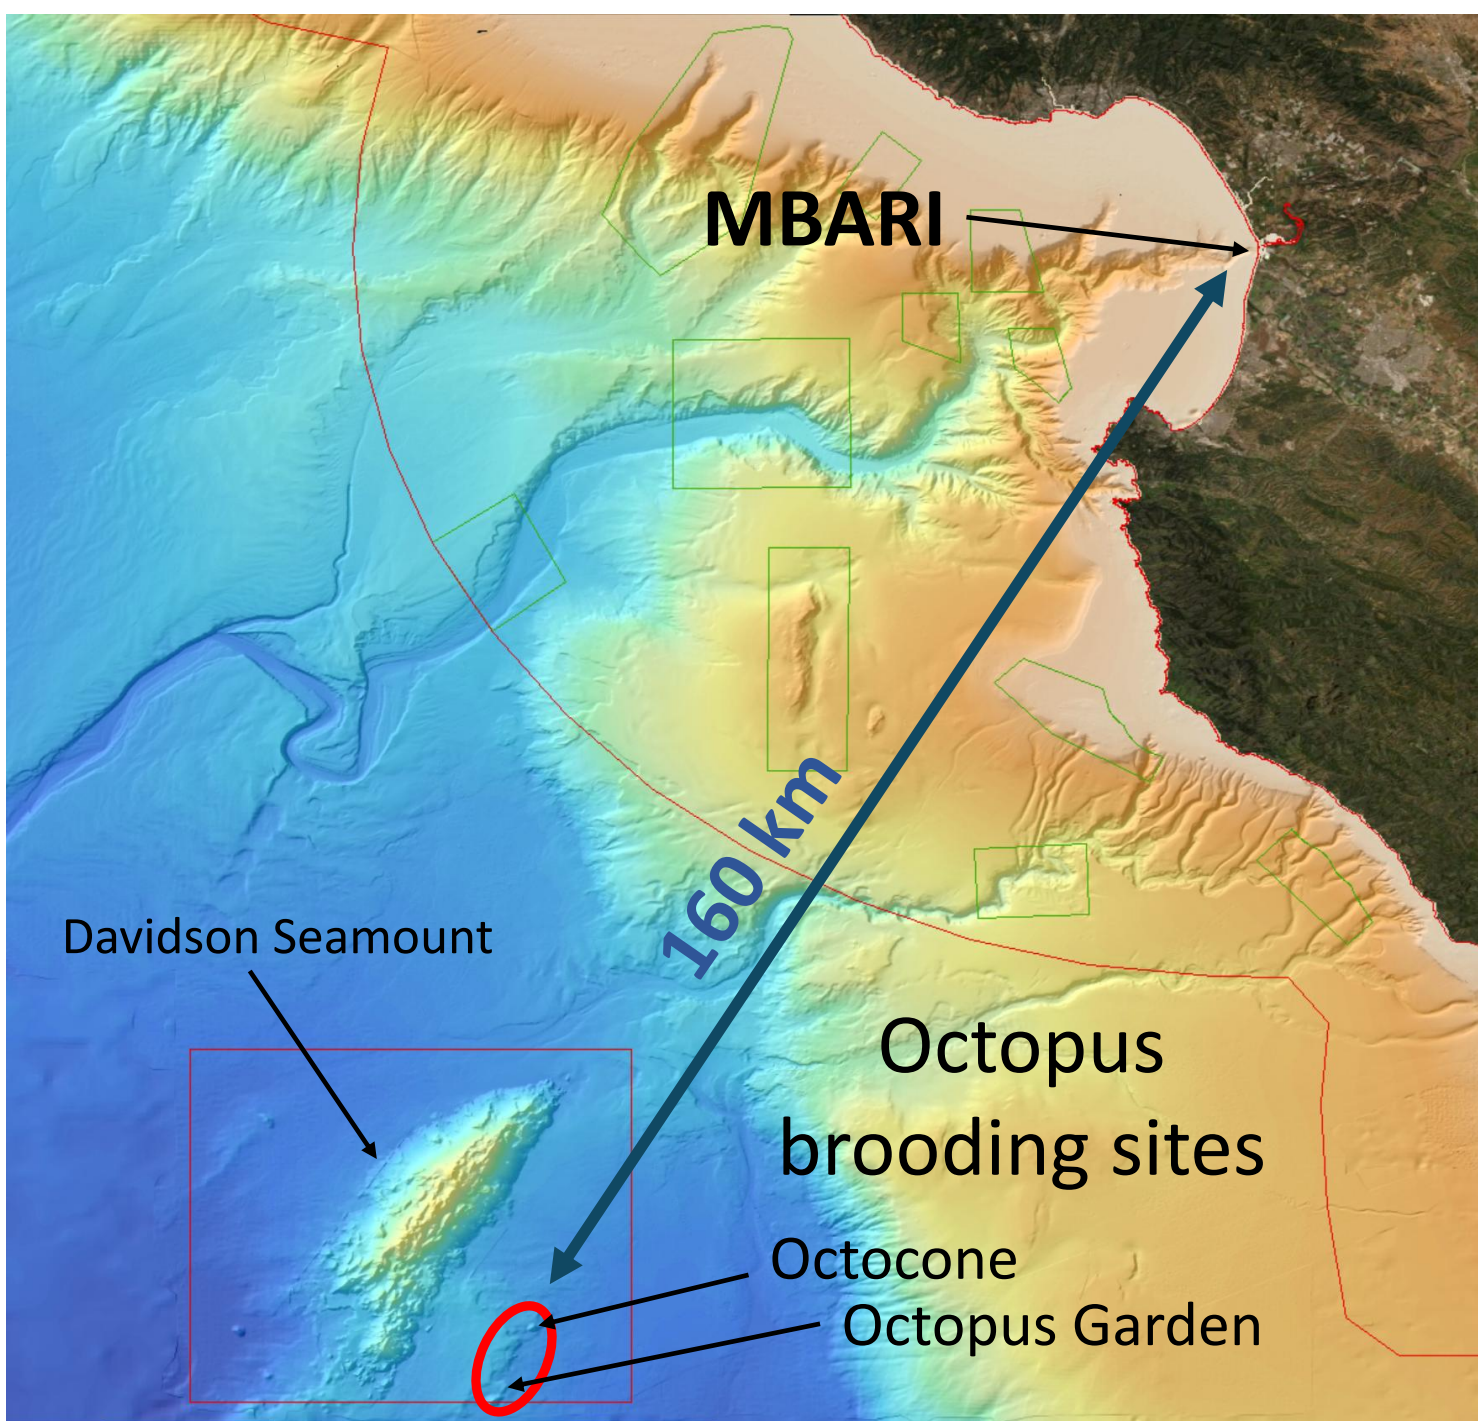 MBARI
160 km
Davidson Seamount
Octopus
brooding sites
Octocone
Octopus Garden